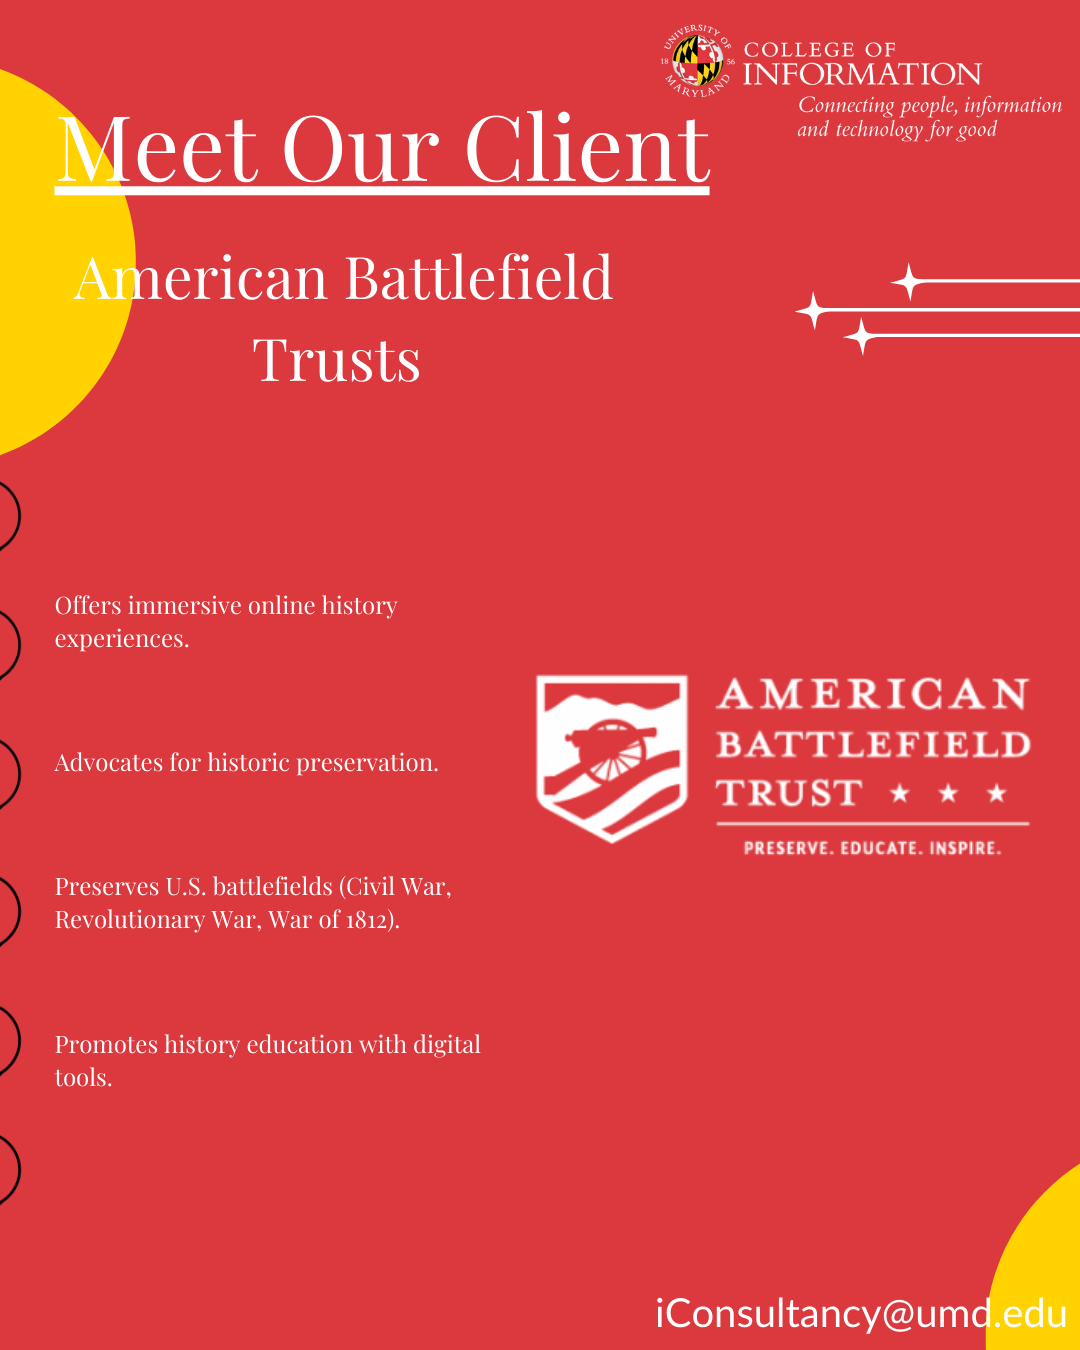 UNIVERSITY OF
18 56
MARYLAND
COLLEGE OF
INFORMATION
Connecting people, information
and technology for good
Meet Our Client
American Battlefield
Trusts
Offers immersive online history
experiences.
Advocates for historic preservation.
Preserves U.S. battlefields (Civil War,
Revolutionary War, War of 1812).
Promotes history education with digital
tools.
AMERICAN
BATTLEFIELD
TRUST
PRESERVE. EDUCATE. INSPIRE.
iConsultancy@umd.edu